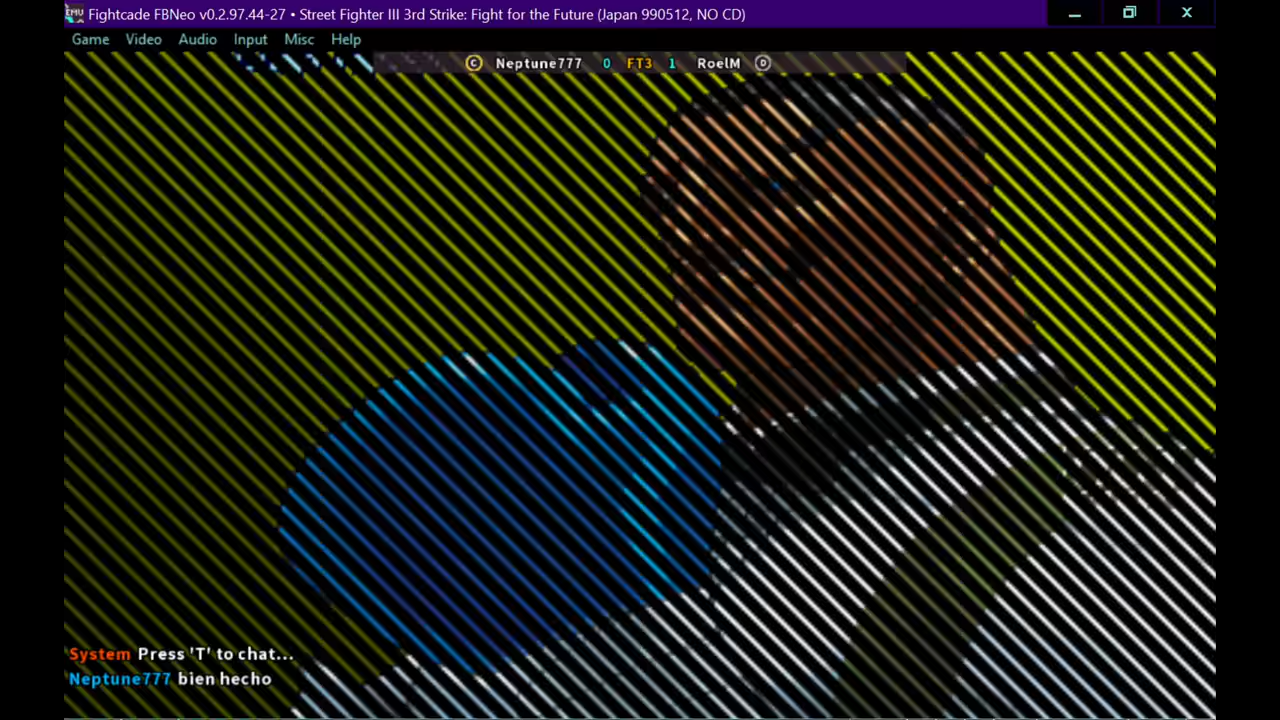 Fightcade FBNeo v0.2.97.44-27 • Street Fighter III 3rd Strike: Fight for the Future (Japan 990512, NO CD)
Game Video Audio Input Misc Help
C Neptune777 0 FT3 1 RoelM D
System Press 'T' to chat...
Neptune777 bien hecho